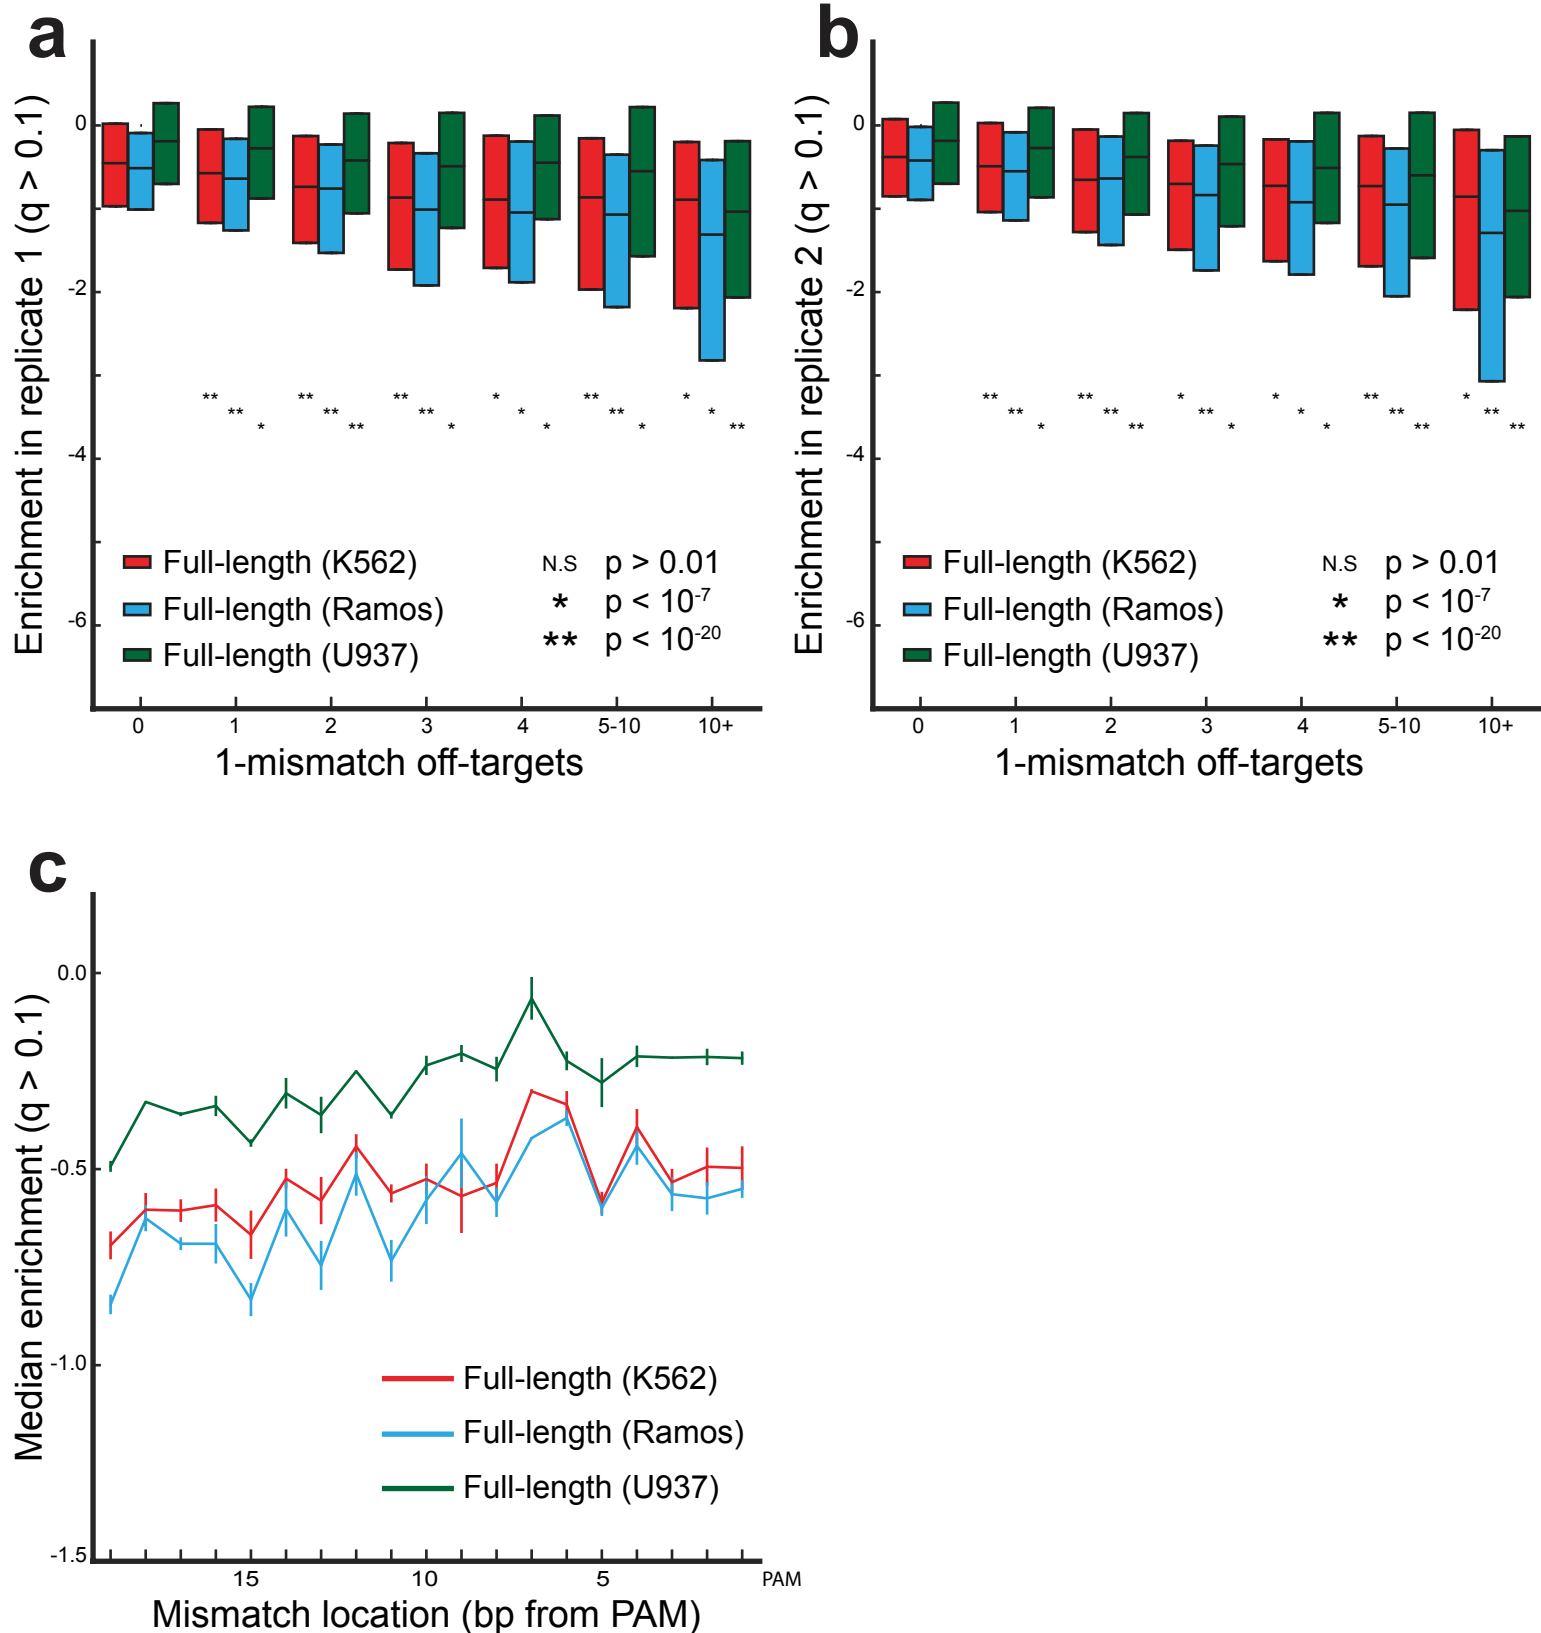 a
Enrichment in replicate 1 (q > 0.1)
0
-2
-4
-6
** ** ** * ** *
** ** ** * ** *
* ** * * * **
Full-length (K562)
Full-length (Ramos)
Full-length (U937)
N.S p > 0.01
* p < 10-7
** p < 10-20
0 1 2 3 4 5-10 10+
1-mismatch off-targets
b
Enrichment in replicate 2 (q > 0.1)
0
-2
-4
-6
** ** * * ** *
** ** ** * ** **
* ** * * ** **
Full-length (K562)
Full-length (Ramos)
Full-length (U937)
N.S p > 0.01
* p < 10-7
** p < 10-20
0 1 2 3 4 5-10 10+
1-mismatch off-targets
c
Median enrichment (q > 0.1)
0.0
-0.5
-1.0
-1.5
Full-length (K562)
Full-length (Ramos)
Full-length (U937)
15 10 5 PAM
Mismatch location (bp from PAM)